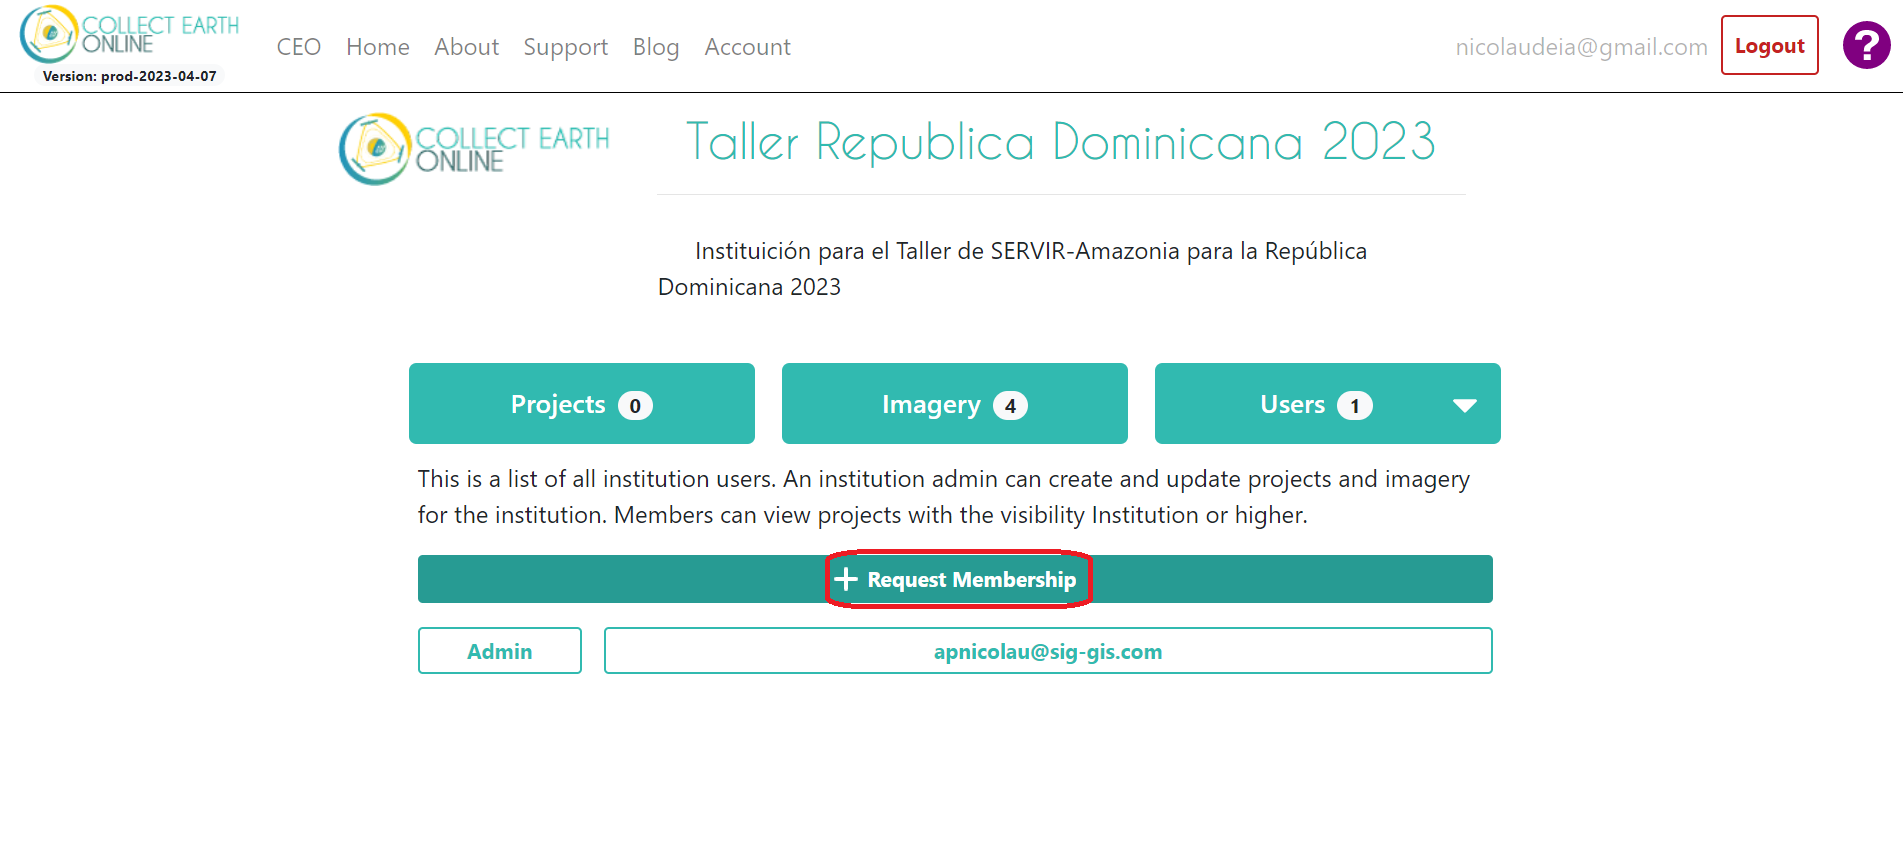 COLLECT EARTH
ONLINE
Version: prod-2023-04-07
CEO Home About Support Blog Account
nicolaudeia@gmail.com Logout ?
COLLECT EARTH
ONLINE
Taller Republica Dominicana 2023
Instituición para el Taller de SERVIR-Amazonia para la República
Dominicana 2023
Projects 0 Imagery 4 Users 1
This is a list of all institution users. An institution admin can create and update projects and imagery
for the institution. Members can view projects with the visibility Institution or higher.
+ Request Membership
Admin apnicolau@sig-gis.com